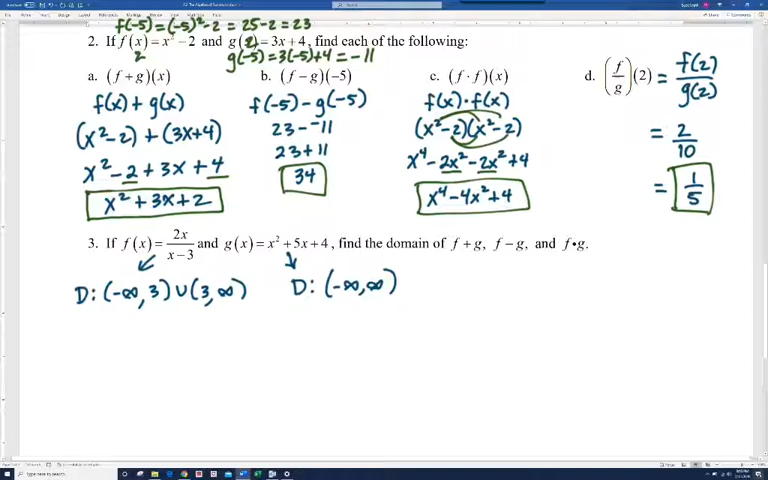 f(-5) = (-5)² - 2 = 25 - 2 = 23
2. If f(x) = x² - 2 and g(x) = 3x + 4, find each of the following:
2
g(-5) = 3(-5) + 4 = -11
a. (f + g)(x)
f(x) + g(x)
(x² - 2) + (3x + 4)
x² - 2 + 3x + 4
x² + 3x + 2
b. (f - g)(-5)
f(-5) - g(-5)
23 - -11
23 + 11
34
c. (f · f)(x)
f(x) · f(x)
(x² - 2)(x² - 2)
x⁴ - 2x² - 2x² + 4
x⁴ - 4x² + 4
d. (f/g)(2) = f(2)/g(2)
= 2/10
= 1/5
3. If f(x) = 2x/(x - 3) and g(x) = x² + 5x + 4, find the domain of f + g, f - g, and f•g.
D: (-∞, 3) ∪ (3, ∞)
D: (-∞, ∞)